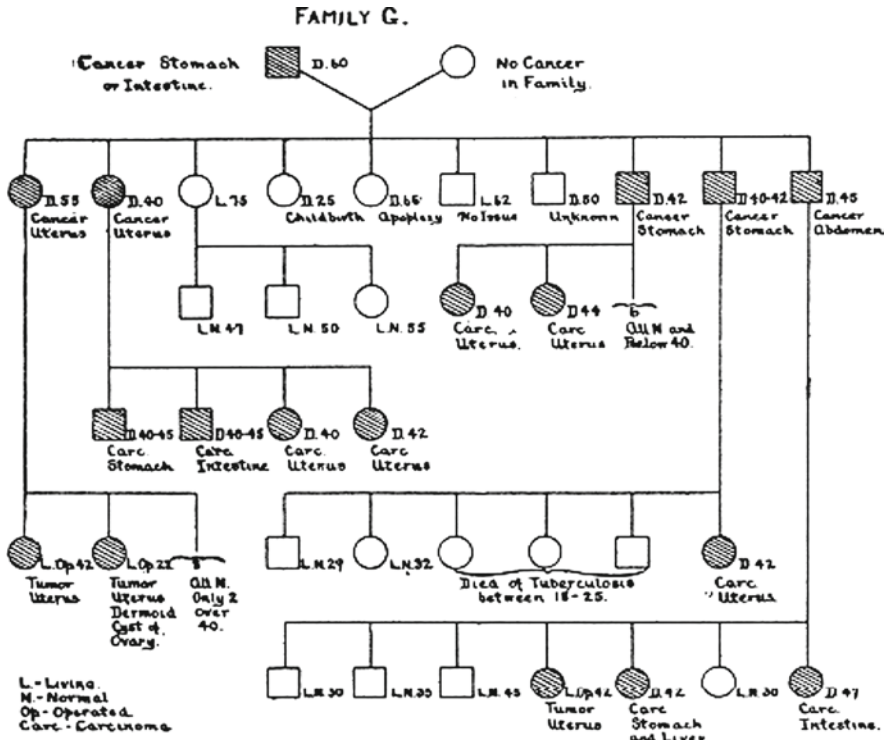 FAMILY G.
Cancer Stomach
or Intestine.
D.60
No Cancer
in Family.
D.55
Cancer
Uterus
D.40
Cancer
Uterus
L.75
D.25
Childbirth
D.66
Apoplexy
L.62
No Issue
D.50
Unknown
D.42
Cancer
Stomach
D 40-42
Cancer
Stomach
D.45
Cancer
Abdomen
L.N.47
L.N.50
L.N.55
D 40
Carc
Uterus.
D.44
Carc
Uterus
6
All N and
Below 40.
D.40-45
Carc.
Stomach
D 40-45
Carc
Intestine
D.40
Carc.
Uterus
D.42
Carc
Uterus
L.Op 42
Tumor
Uterus
Tumor
Uterus
Dermoid
Cyst of
Ovary.
All N.
Only 2
over
40.
L.N.29
L.N.32
Died of Tuberculosis
between 18-25.
D.42
Carc
Uterus
L.N.30
L.N.35
L.N.45
L.Op 42
Tumor
Uterus
D.42
Carc
Stomach
and Liver
L.N.30
D.47
Carc.
Intestine.
L.-Living.
N.-Normal
Op-Operated
Carc-Carcinoma